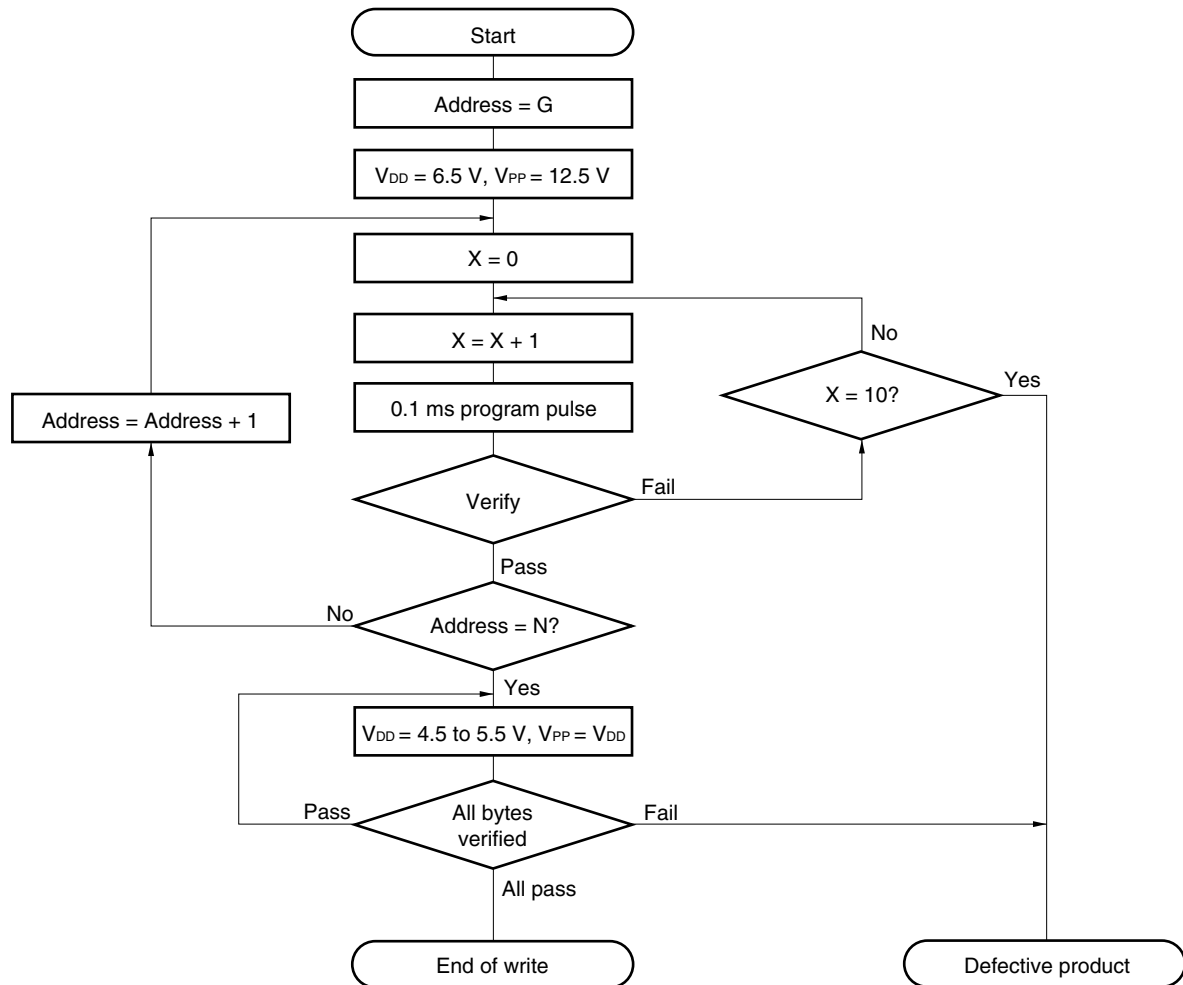 Start
Address = G
VDD = 6.5 V, VPP = 12.5 V
X = 0
X = X + 1
No
X = 10?
Yes
Address = Address + 1
0.1 ms program pulse
Verify
Fail
Pass
No
Address = N?
Yes
VDD = 4.5 to 5.5 V, VPP = VDD
Pass
All bytes
verified
Fail
All pass
End of write
Defective product